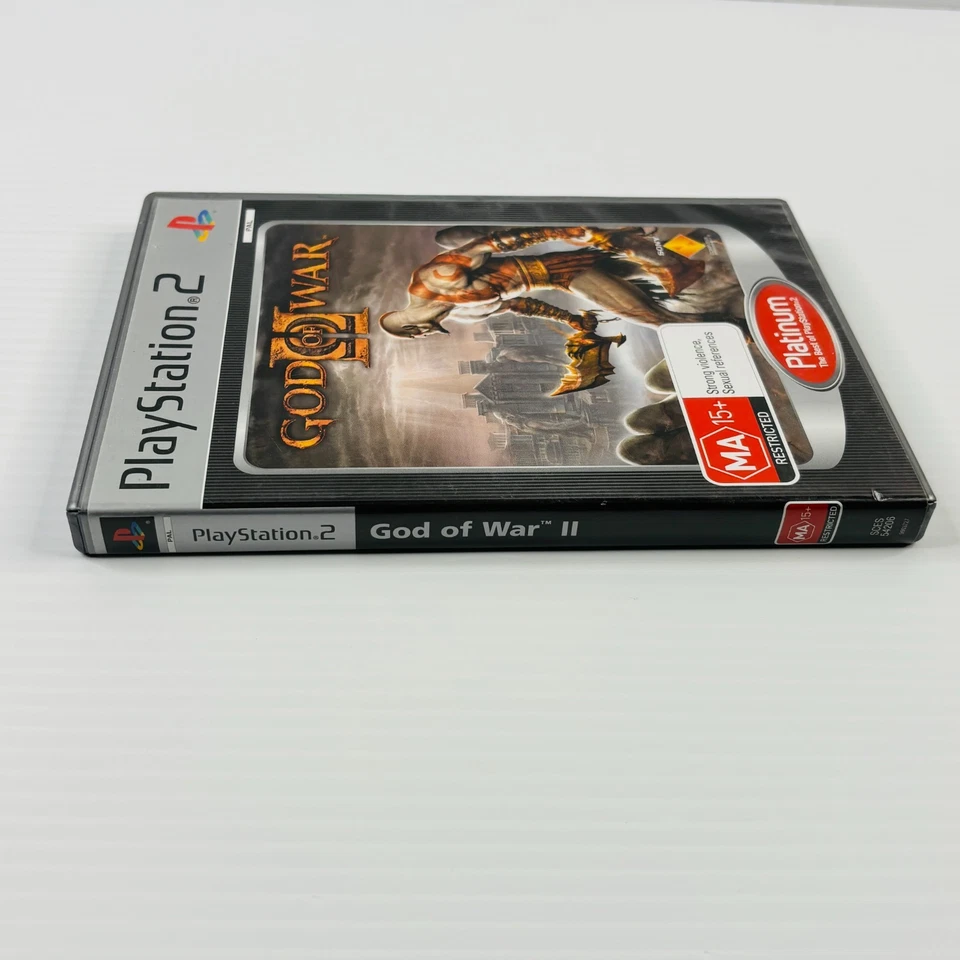 PlayStation®2
PAL
GOD OF WAR
II
SONY
Platinum
The Best of PlayStation®2
MA 15+
RESTRICTED
Strong violence,
Sexual references
PAL
PlayStation®2
God of War™ II
MA 15+
RESTRICTED
SCES
54206